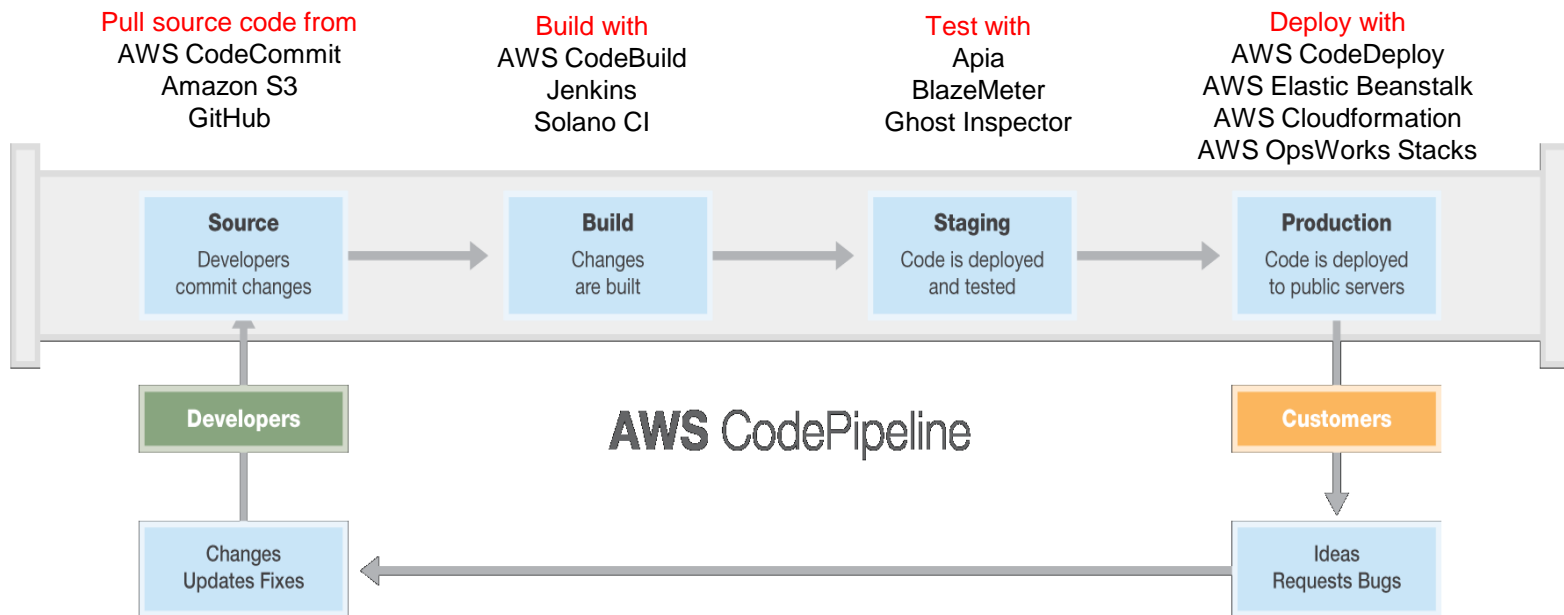 Pull source code from
AWS CodeCommit
Amazon S3
GitHub
Build with
AWS CodeBuild
Jenkins
Solano CI
Test with
Apia
BlazeMeter
Ghost Inspector
Deploy with
AWS CodeDeploy
AWS Elastic Beanstalk
AWS Cloudformation
AWS OpsWorks Stacks
Source
Developers
commit changes
Build
Changes
are built
Staging
Code is deployed
and tested
Production
Code is deployed
to public servers
Developers
AWS CodePipeline
Customers
Changes
Updates Fixes
Ideas
Requests Bugs